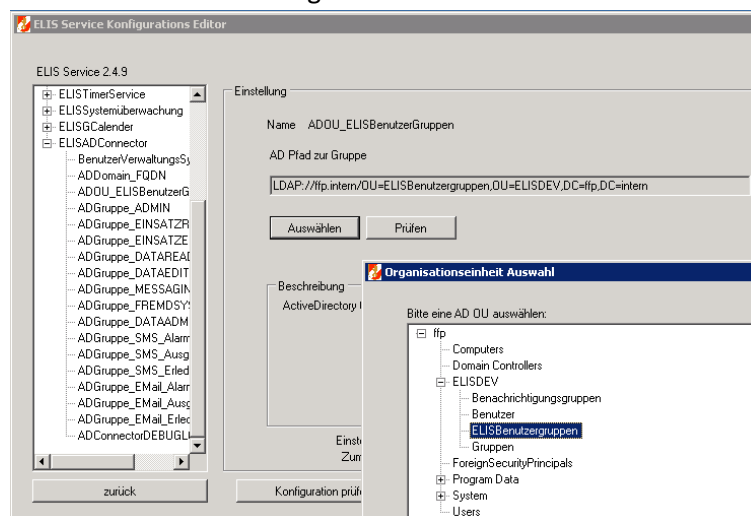 ELIS Service Konfigurations Editor
ELIS Service 2.4.9
ELISTimerService
ELISSystemüberwachung
ELISGCalender
ELISADConnector
BenutzerVerwaltungsSy
ADDomain_FQDN
ADOU_ELISBenutzerG
ADGruppe_ADMIN
ADGruppe_EINSATZR
ADGruppe_EINSATZE
ADGruppe_DATAREAD
ADGruppe_DATAEDIT
ADGruppe_MESSAGIN
ADGruppe_FREMDSYS
ADGruppe_DATAADM
ADGruppe_SMS_Alarm
ADGruppe_SMS_Ausg
ADGruppe_SMS_Erled
ADGruppe_EMail_Alarr
ADGruppe_EMail_Ausg
ADGruppe_EMail_Erlec
ADConnectorDEBUGL
zurück
Einstellung
Name ADOU_ELISBenutzerGruppen
AD Pfad zur Gruppe
LDAP://ffp.intern/OU=ELISBenutzergruppen,OU=ELISDEV,DC=ffp,DC=intern
Auswählen Prüfen
Beschreibung
ActiveDirectory
Einste
Zum
Konfiguration prüf
Organisationseinheit Auswahl
Bitte eine AD OU auswählen:
ffp
Computers
Domain Controllers
ELISDEV
Benachrichtigungsgruppen
Benutzer
ELISBenutzergruppen
Gruppen
ForeignSecurityPrincipals
Program Data
System
Users